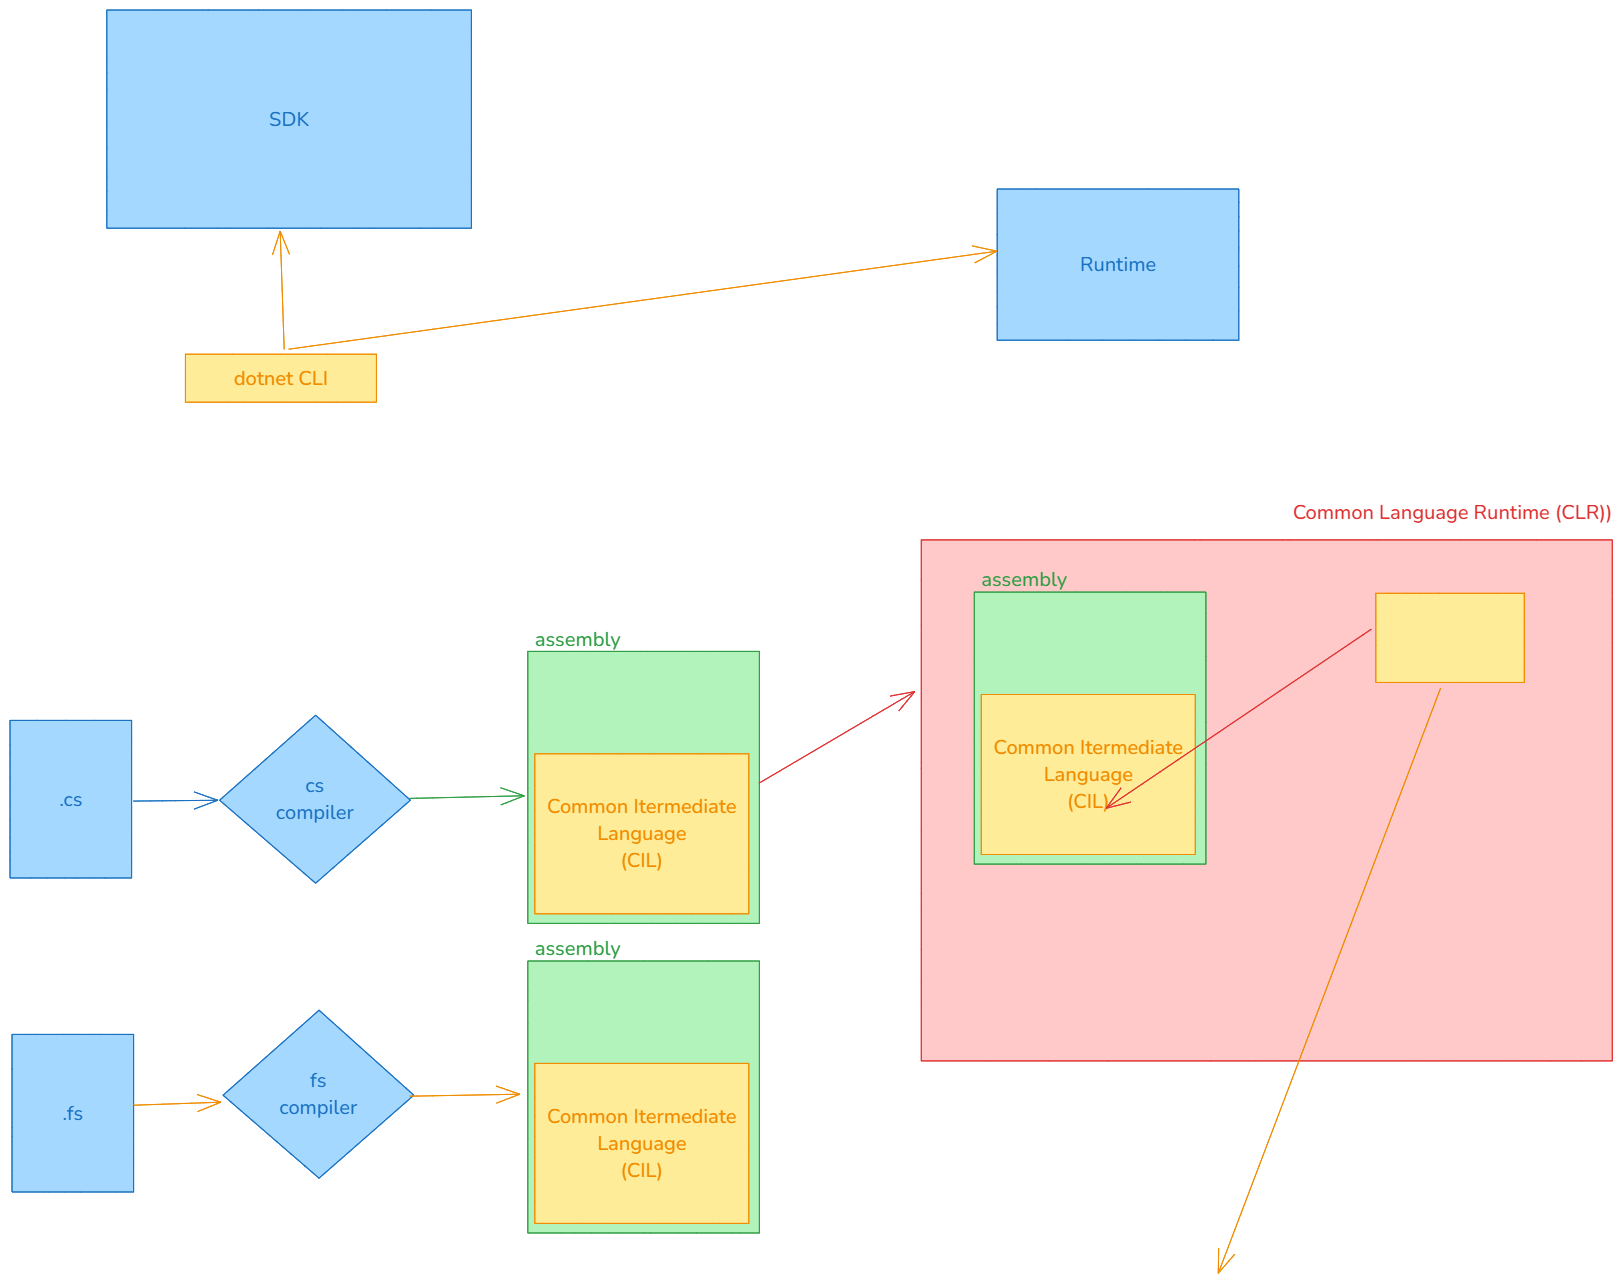 SDK
Runtime
dotnet CLI
Common Language Runtime (CLR))
assembly
Common Itermediate
Language
(CIL)
assembly
.cs
cs
compiler
Common Itermediate
Language
(CIL)
assembly
.fs
fs
compiler
Common Itermediate
Language
(CIL)